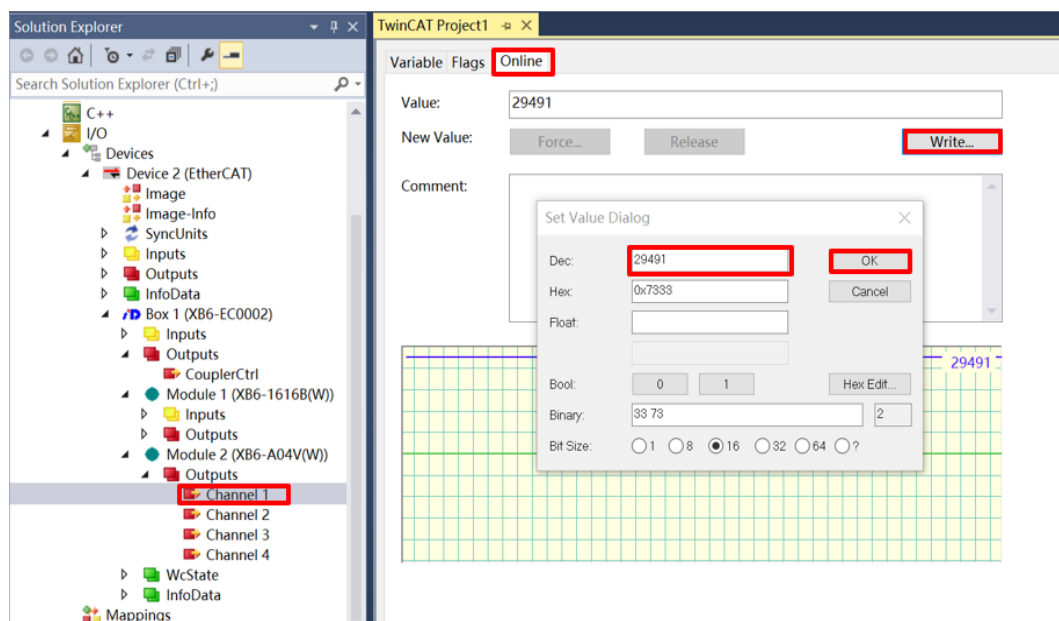 Solution Explorer
Search Solution Explorer (Ctrl+;)
C++
I/O
Devices
Device 2 (EtherCAT)
Image
Image-Info
SyncUnits
Inputs
Outputs
InfoData
Box 1 (XB6-EC0002)
Inputs
Outputs
CouplerCtrl
Module 1 (XB6-1616B(W))
Inputs
Outputs
Module 2 (XB6-A04V(W))
Outputs
Channel 1
Channel 2
Channel 3
Channel 4
WcState
InfoData
Mappings
TwinCAT Project1
Variable Flags Online
Value: 29491
New Value: Force... Release Write...
Comment:
Set Value Dialog
Dec: 29491 OK
Hex: 0x7333 Cancel
Float:
Bool: 0 1 Hex Edit...
Binary: 33 73 2
Bit Size: 1 8 16 32 64 ?
29491